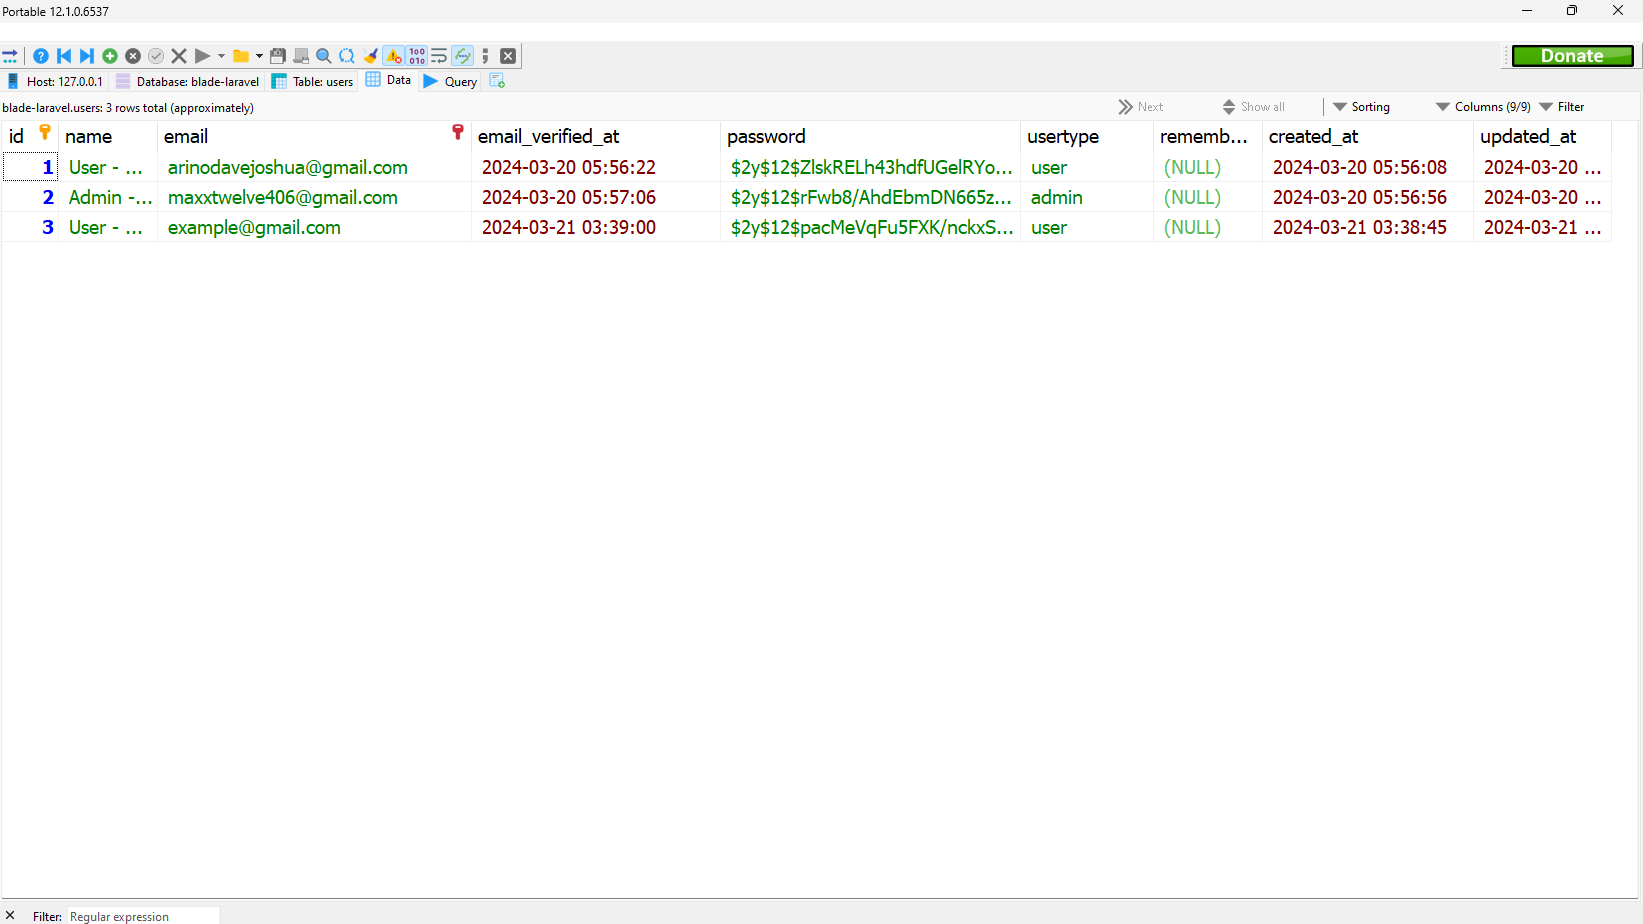 Portable 12.1.0.6537
Donate
Host: 127.0.0.1 Database: blade-laravel Table: users Data Query
blade-laravel.users: 3 rows total (approximately) Next Show all Sorting Columns (9/9) Filter
id name email email_verified_at password usertype rememb... created_at updated_at
1 User - ... arinodavejoshua@gmail.com 2024-03-20 05:56:22 $2y$12$ZlskRELh43hdfUGelRYo... user (NULL) 2024-03-20 05:56:08 2024-03-20 ...
2 Admin -... maxxtwelve406@gmail.com 2024-03-20 05:57:06 $2y$12$rFwb8/AhdEbmDN665z... admin (NULL) 2024-03-20 05:56:56 2024-03-20 ...
3 User - ... example@gmail.com 2024-03-21 03:39:00 $2y$12$pacMeVqFu5FXK/nckxS... user (NULL) 2024-03-21 03:38:45 2024-03-21 ...
Filter: Regular expression